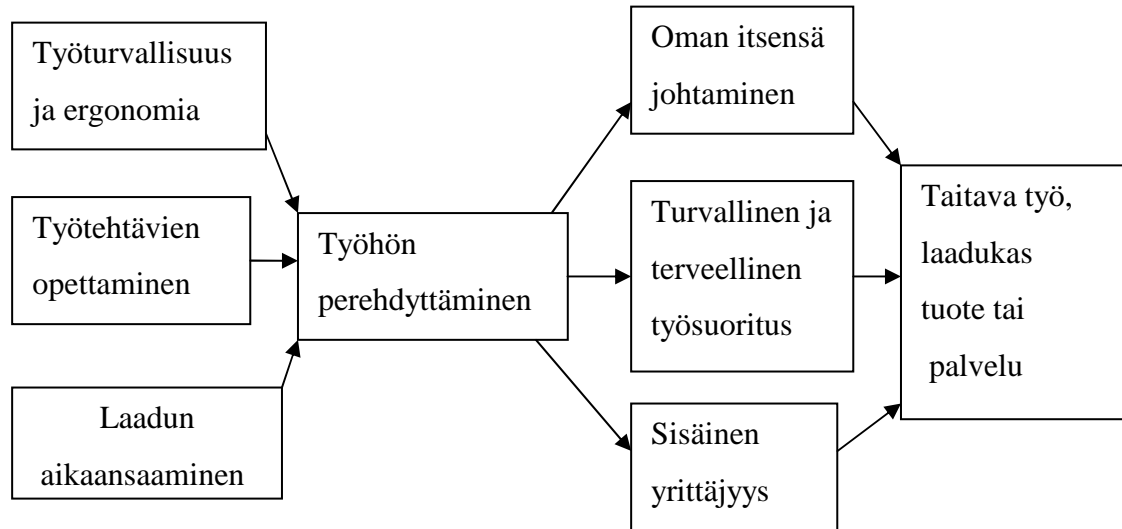 Työturvallisuus
ja ergonomia
Työtehtävien
opettaminen
Laadun
aikaansaaminen
Työhön
perehdyttäminen
Oman itsensä
johtaminen
Turvallinen ja
terveellinen
työsuoritus
Sisäinen
yrittäjyys
Taitava työ,
laadukas
tuote tai
palvelu